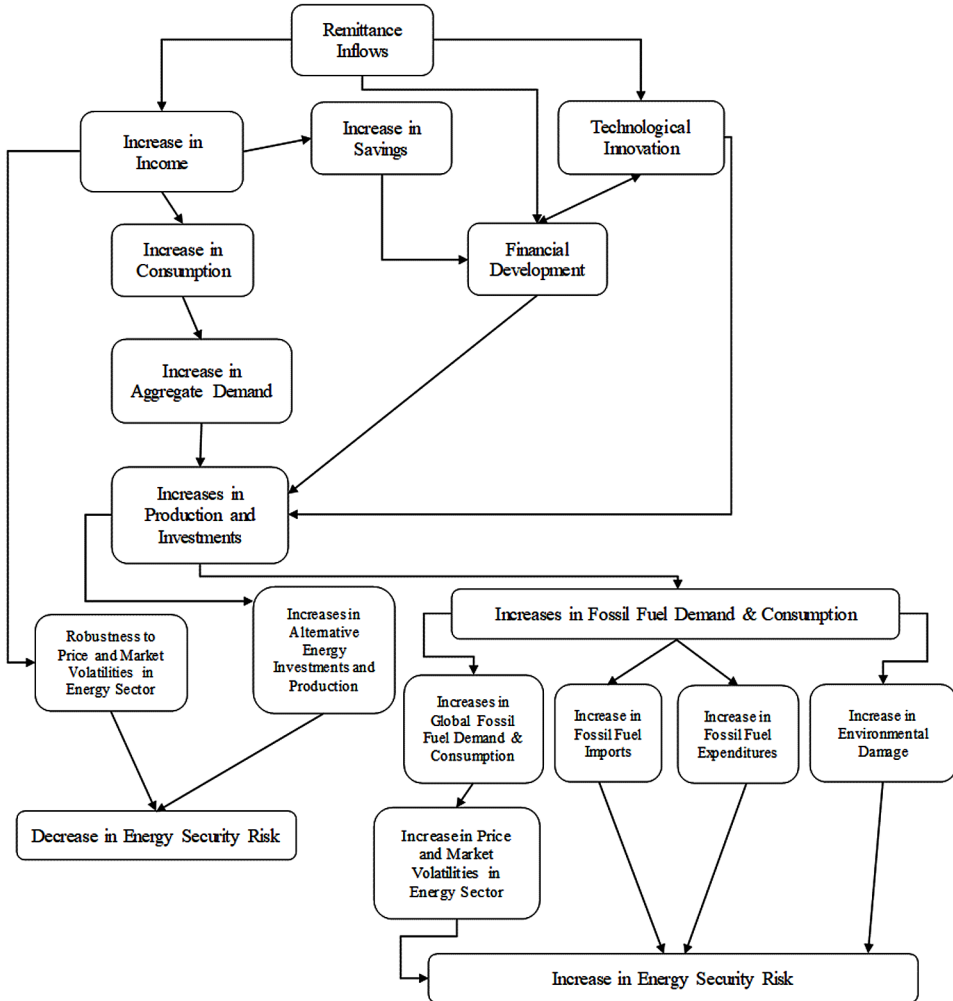 Remittance
Inflows
Increase in
Income
Increase in
Savings
Technological
Innovation
Increase in
Consumption
Financial
Development
Increase in
Aggregate Demand
Increases in
Production and
Investments
Increases in Fossil Fuel Demand & Consumption
Robustness to
Price and Market
Volatilities in
Energy Sector
Increases in
Alternative
Energy
Investments and
Production
Increases in
Global Fossil
Fuel Demand &
Consumption
Increase in
Fossil Fuel
Imports
Increase in
Fossil Fuel
Expenditures
Increase in
Environmental
Damage
Decrease in Energy Security Risk
Increase in Price
and Market
Volatilities in
Energy Sector
Increase in Energy Security Risk